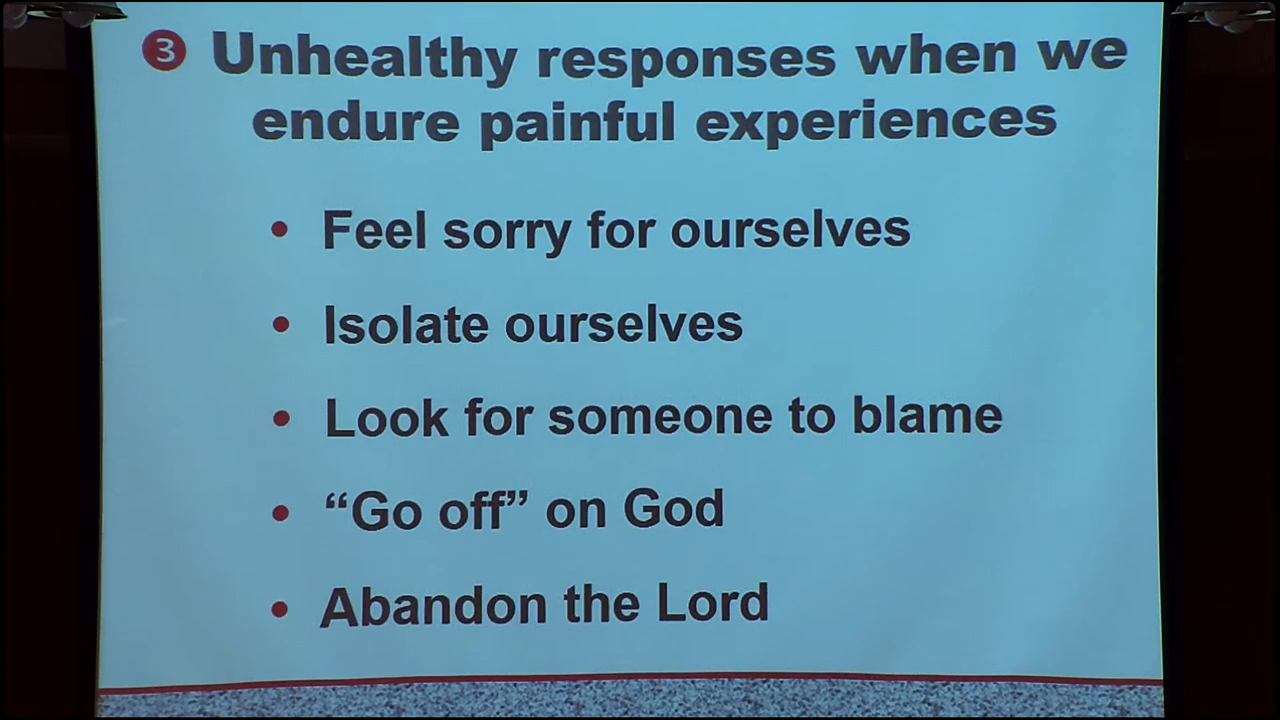 ❸ Unhealthy responses when we
endure painful experiences
• Feel sorry for ourselves
• Isolate ourselves
• Look for someone to blame
• “Go off” on God
• Abandon the Lord